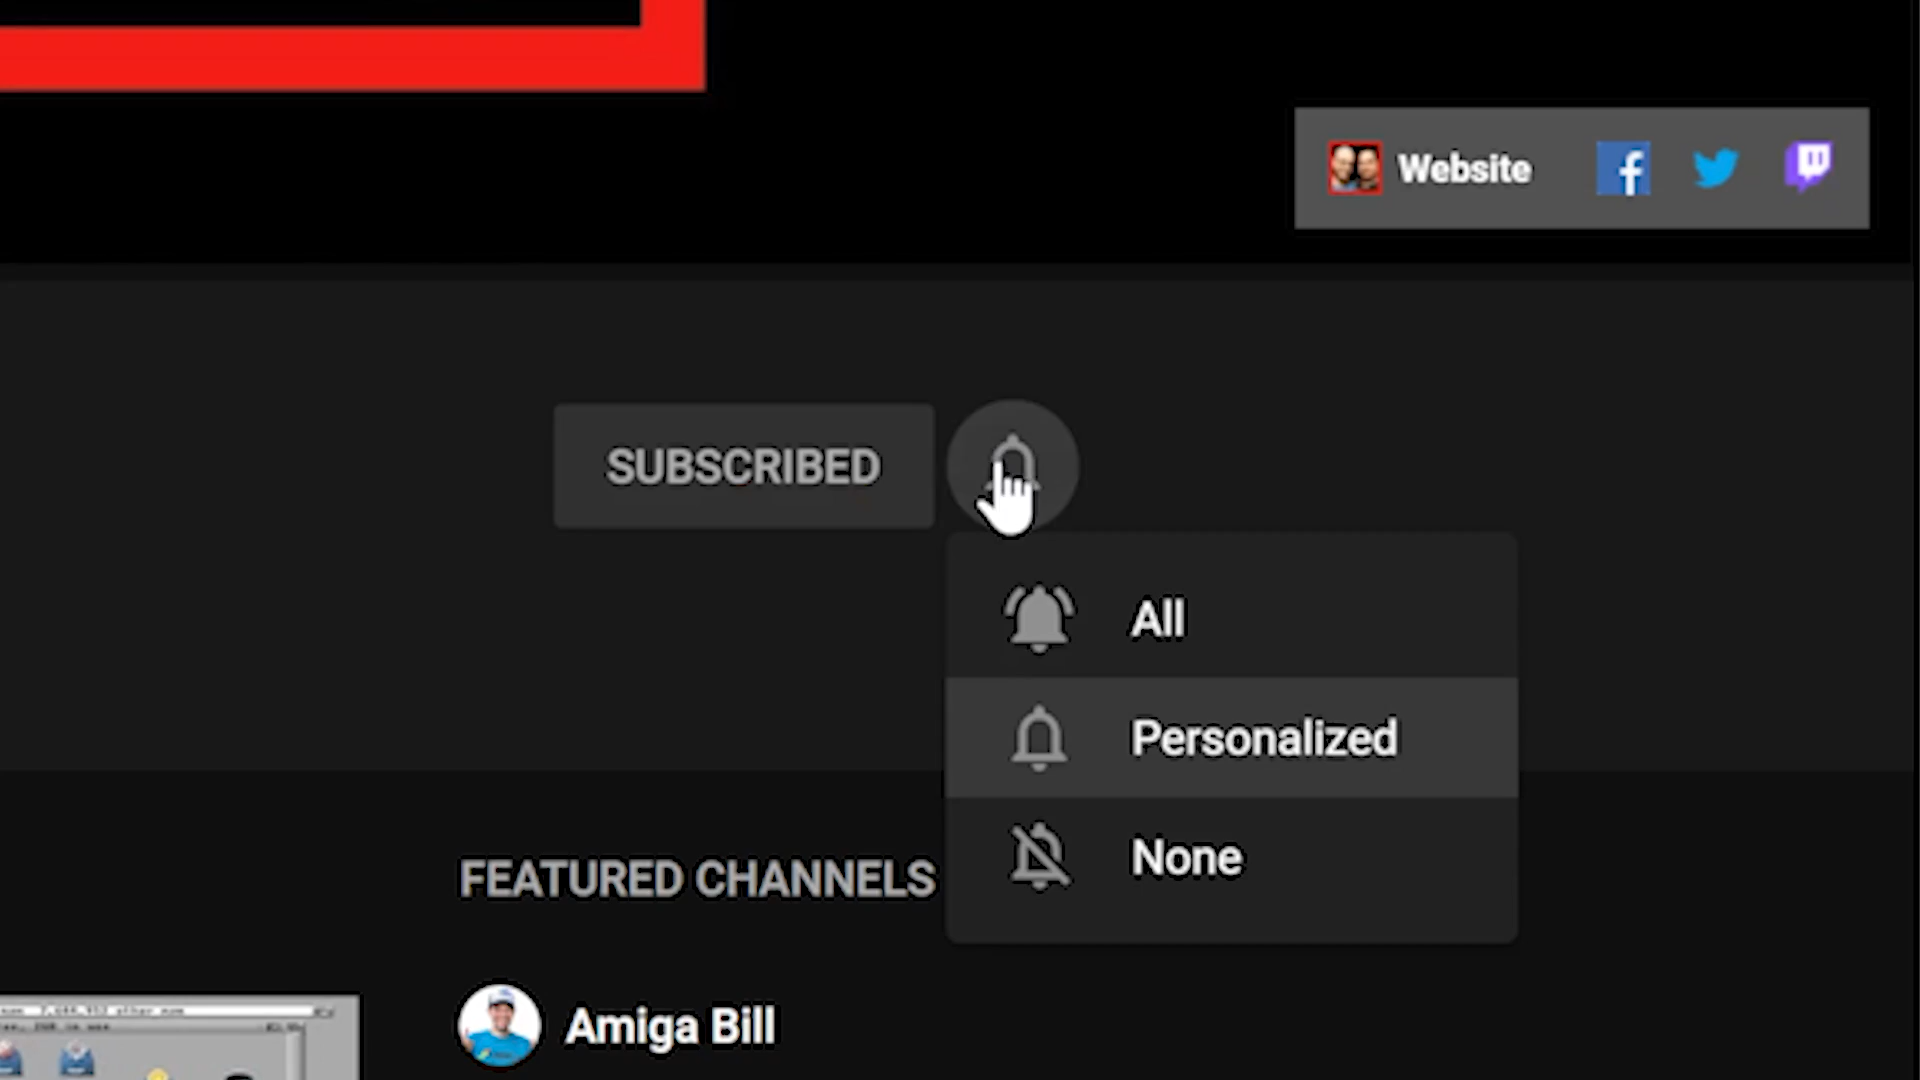 Website
SUBSCRIBED
All
Personalized
None
FEATURED CHANNELS
Amiga Bill